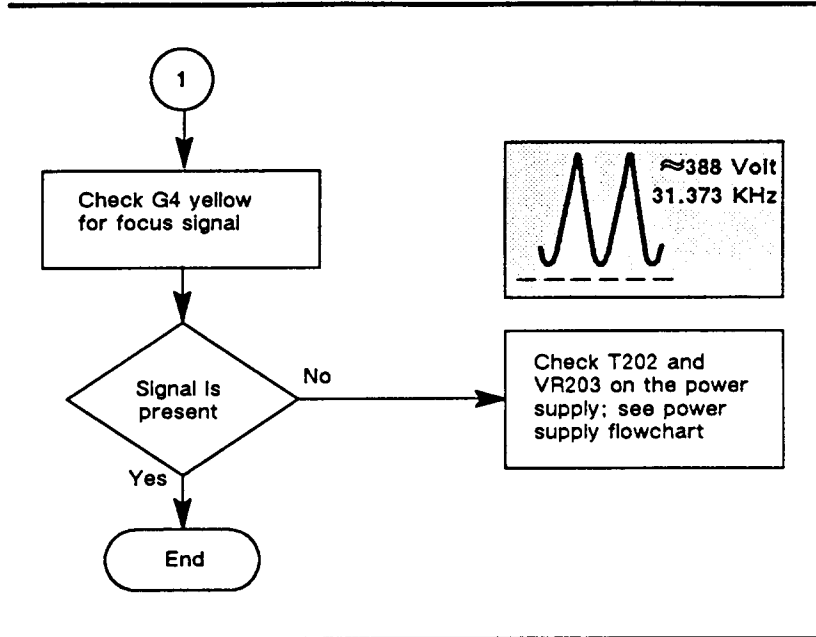 1
Check G4 yellow
for focus signal
≈388 Volt
31.373 KHz
Signal is
present
No
Check T202 and
VR203 on the power
supply; see power
supply flowchart
Yes
End